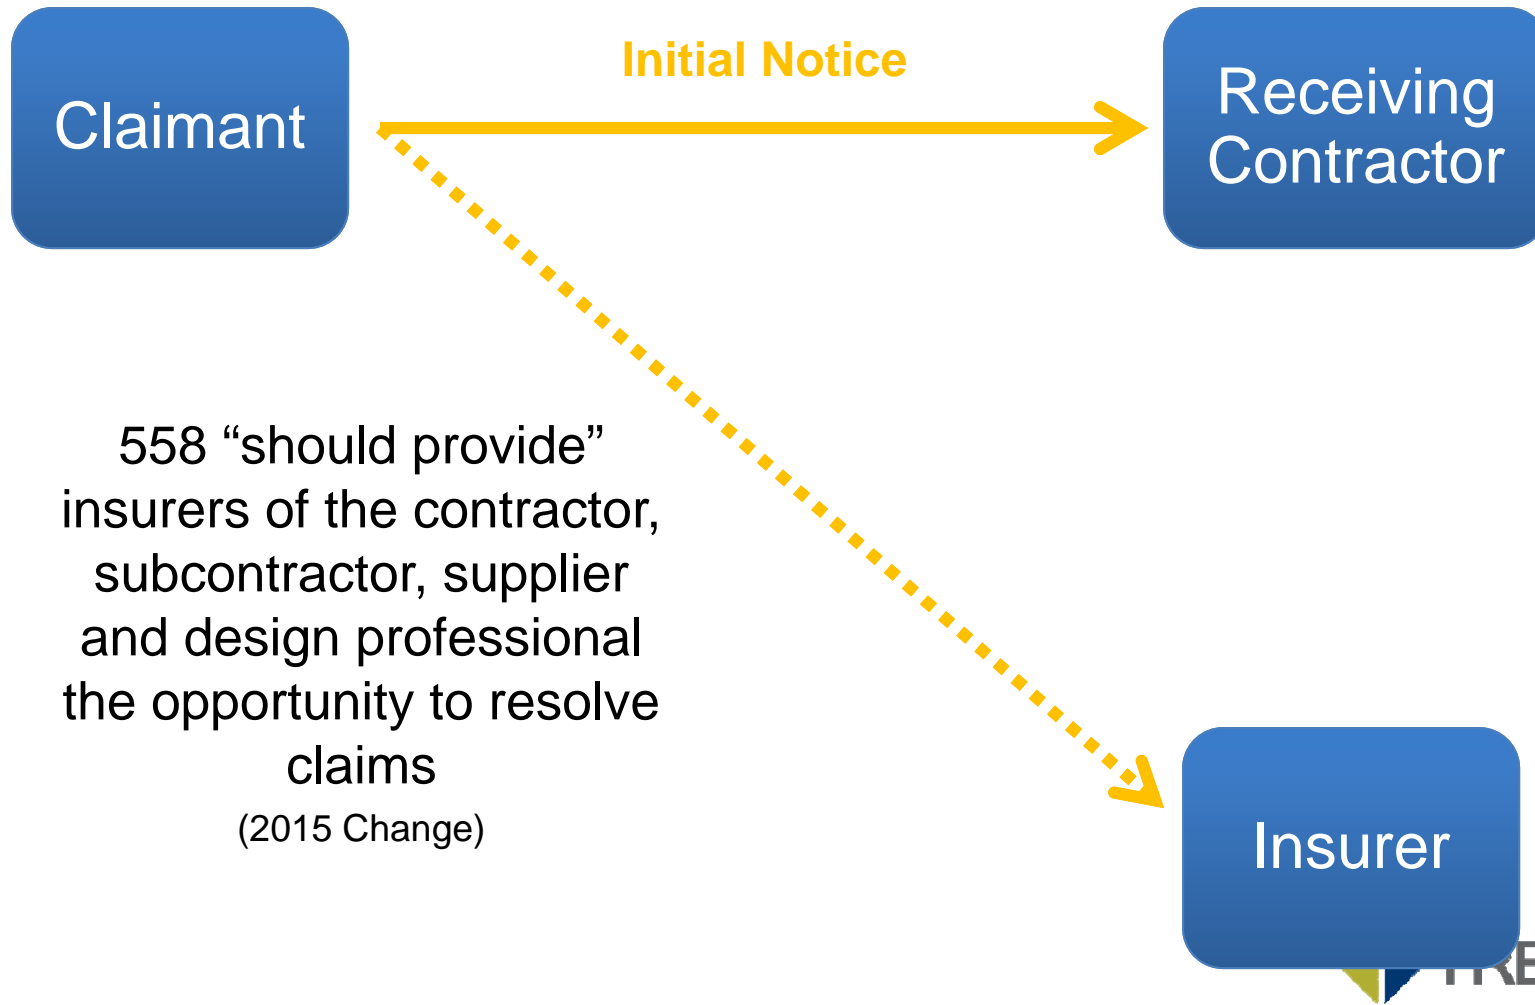 Claimant
Initial Notice
Receiving
Contractor
558 “should provide”
insurers of the contractor,
subcontractor, supplier
and design professional
the opportunity to resolve
claims
(2015 Change)
Insurer